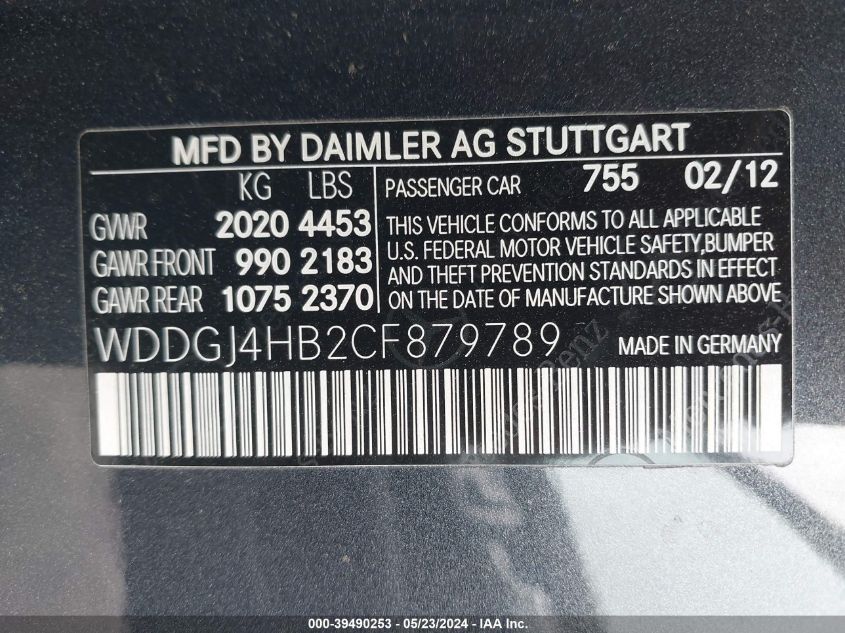 MFD BY DAIMLER AG STUTTGART
KG LBS
GVWR 2020 4453
GAWR FRONT 990 2183
GAWR REAR 1075 2370
PASSENGER CAR 755 02/12
THIS VEHICLE CONFORMS TO ALL APPLICABLE
U.S. FEDERAL MOTOR VEHICLE SAFETY,BUMPER
AND THEFT PREVENTION STANDARDS IN EFFECT
ON THE DATE OF MANUFACTURE SHOWN ABOVE
WDDGJ4HB2CF879789 MADE IN GERMANY
000-39490253 - 05/23/2024 - IAA Inc.